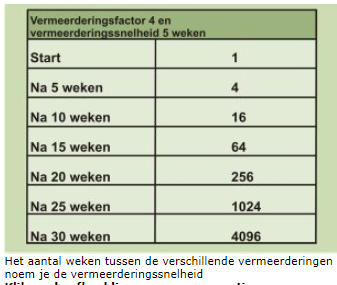 Vermeerderingsfactor 4 en
vermeerderingssnelheid 5 weken
Start 1
Na 5 weken 4
Na 10 weken 16
Na 15 weken 64
Na 20 weken 256
Na 25 weken 1024
Na 30 weken 4096
Het aantal weken tussen de verschillende vermeerderingen
noem je de vermeerderingssnelheid